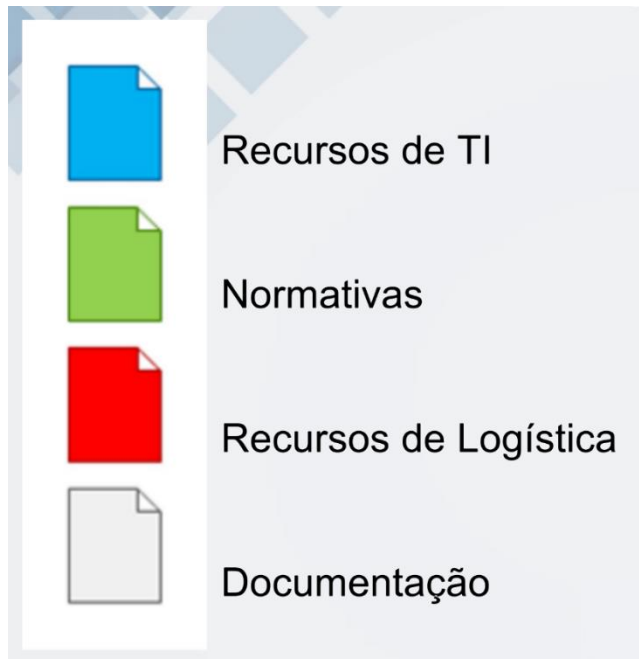 Recursos de TI
Normativas
Recursos de Logística
Documentação